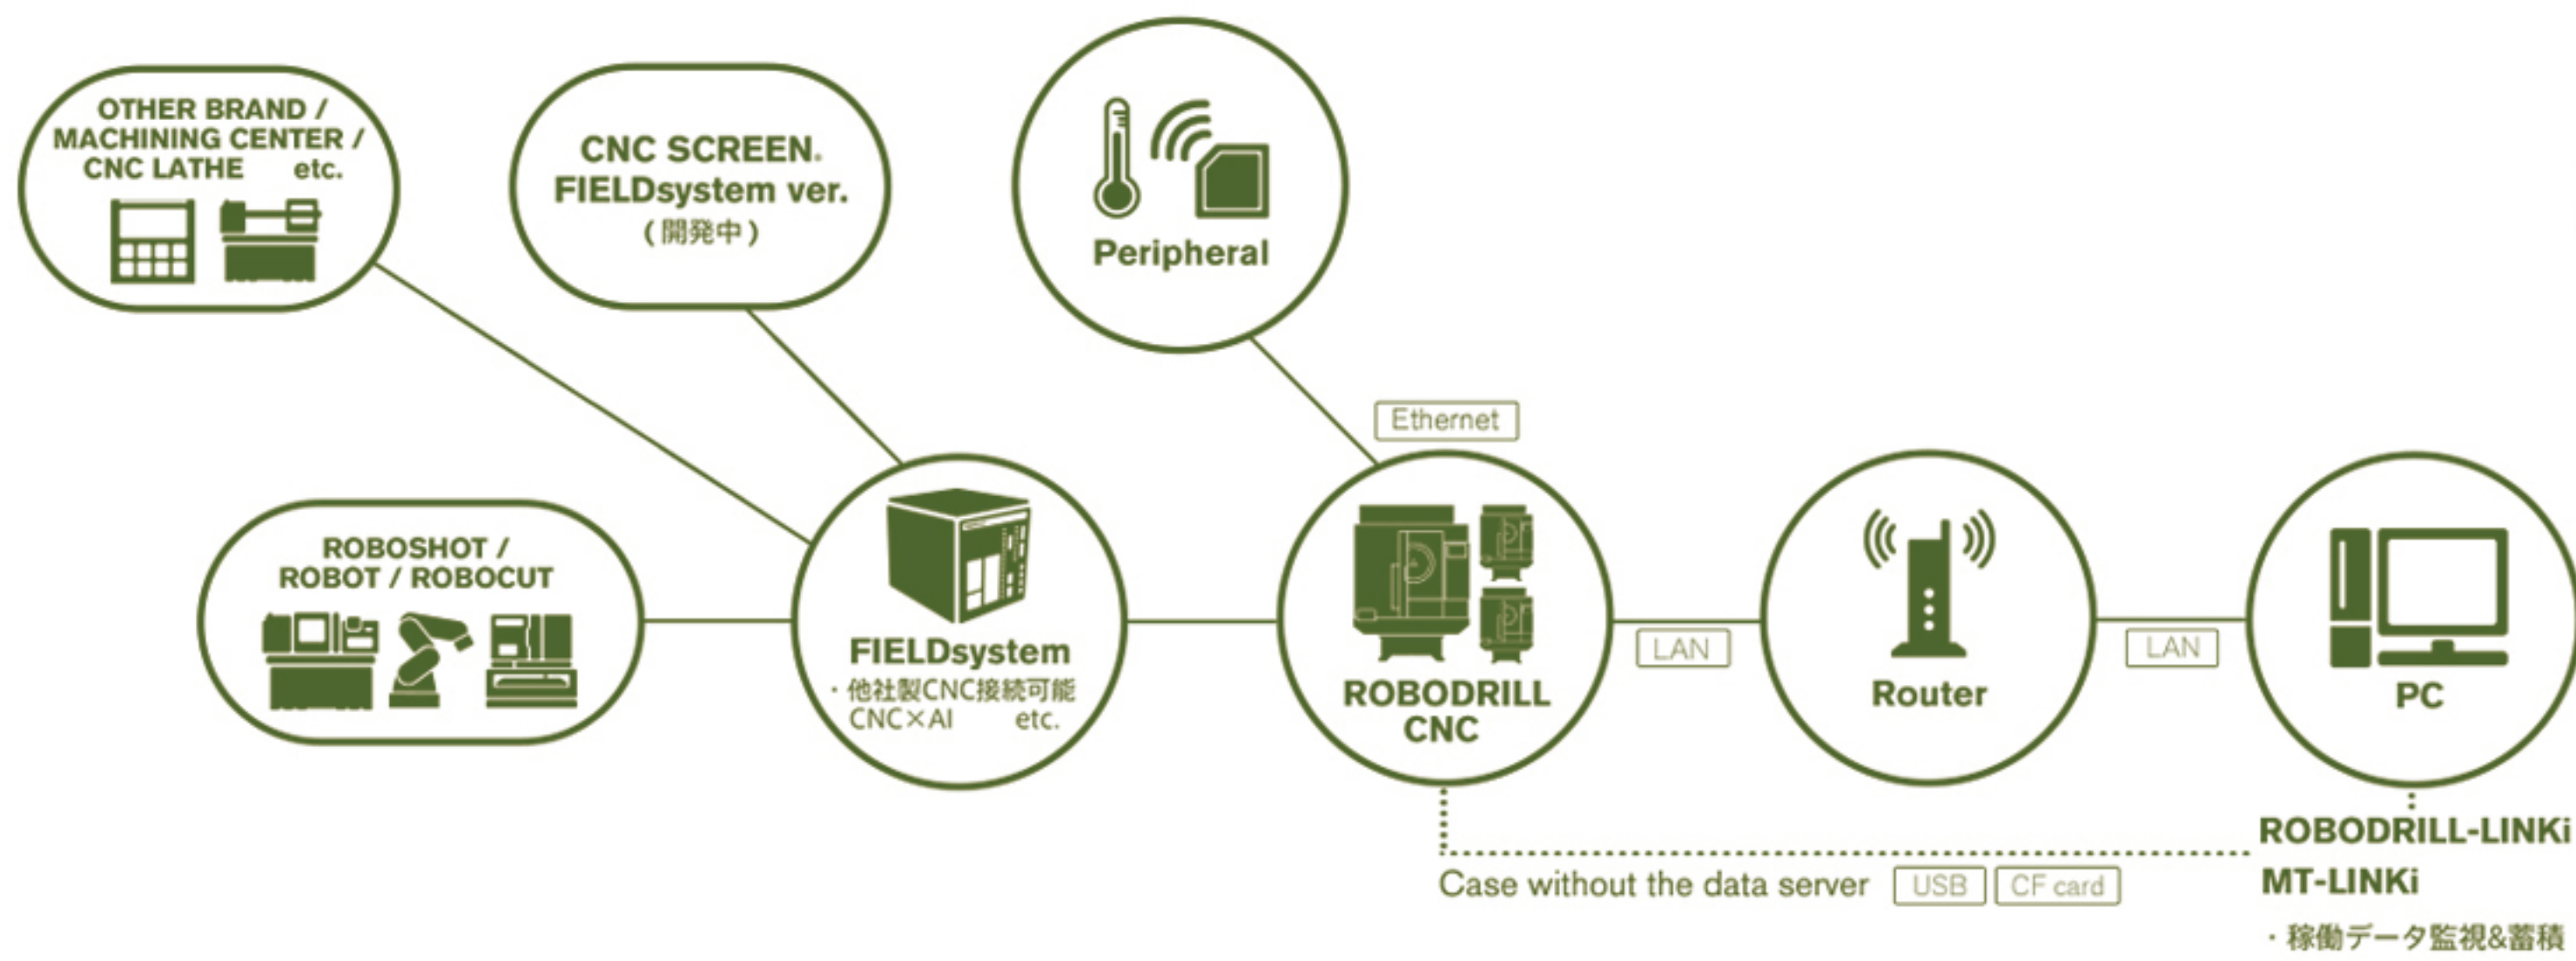 OTHER BRAND /
MACHINING CENTER /
CNC LATHE etc.
CNC SCREEN.
FIELDsystem ver.
(開発中)
Peripheral
Ethernet
ROBOSHOT /
ROBOT / ROBOCUT
FIELDsystem
・他社製CNC接続可能
CNC×AI etc.
ROBODRILL
CNC
LAN
Router
LAN
PC
ROBODRILL-LINKi
MT-LINKi
・稼働データ監視&蓄積
Case without the data server USB CF card